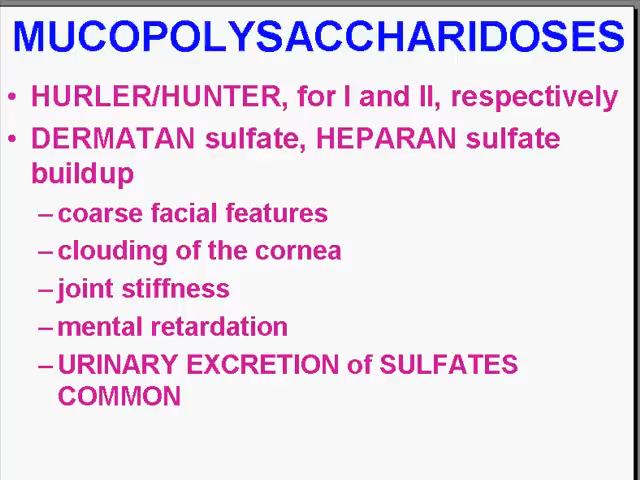 MUCOPOLYSACCHARIDOSES
• HURLER/HUNTER, for I and II, respectively
• DERMATAN sulfate, HEPARAN sulfate
buildup
– coarse facial features
– clouding of the cornea
– joint stiffness
– mental retardation
– URINARY EXCRETION of SULFATES
COMMON